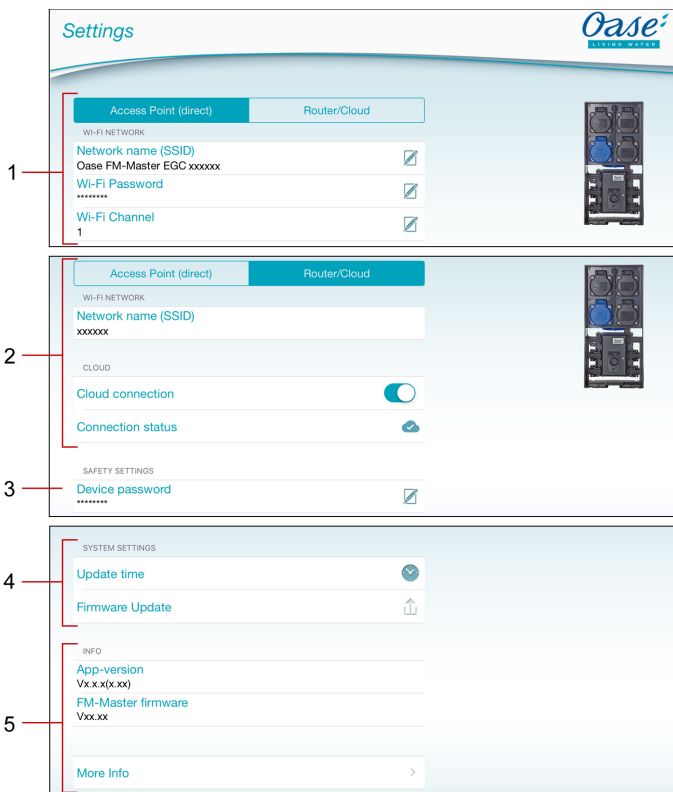 Settings
Oase
LIVING WATER
1
Access Point (direct) Router/Cloud
WI-FI NETWORK
Network name (SSID)
Oase FM-Master EGC xxxxxx
Wi-Fi Password
********
Wi-Fi Channel
1
2
Access Point (direct) Router/Cloud
WI-FI NETWORK
Network name (SSID)
xxxxxx
CLOUD
Cloud connection
Connection status
3
SAFETY SETTINGS
Device password
********
4
SYSTEM SETTINGS
Update time
Firmware Update
5
INFO
App-version
Vx.x.x(x.xx)
FM-Master firmware
Vxx.xx
More Info